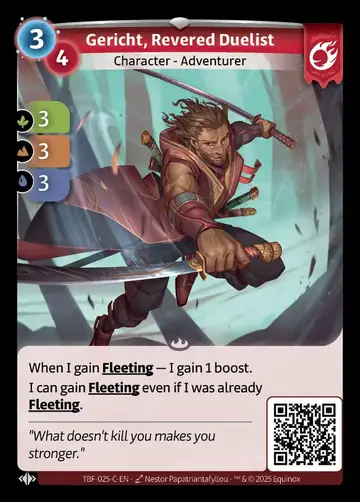 3
4
Gericht, Revered Duelist
Character - Adventurer
3
3
3
When I gain Fleeting — I gain 1 boost.
I can gain Fleeting even if I was already
Fleeting.
"What doesn't kill you makes you
stronger."
TBF-025-C-EN - Nestor Papatriantafyllou - ™ & © 2025 Equinox